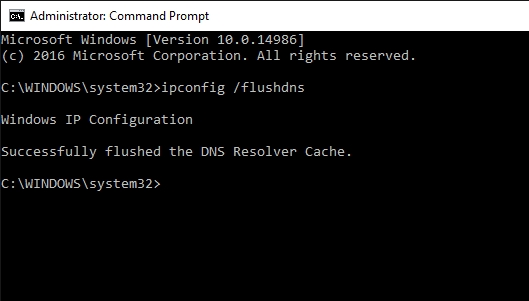 Administrator: Command Prompt
Microsoft Windows [Version 10.0.14986]
(c) 2016 Microsoft Corporation. All rights reserved.
C:\WINDOWS\system32>ipconfig /flushdns
Windows IP Configuration
Successfully flushed the DNS Resolver Cache.
C:\WINDOWS\system32>